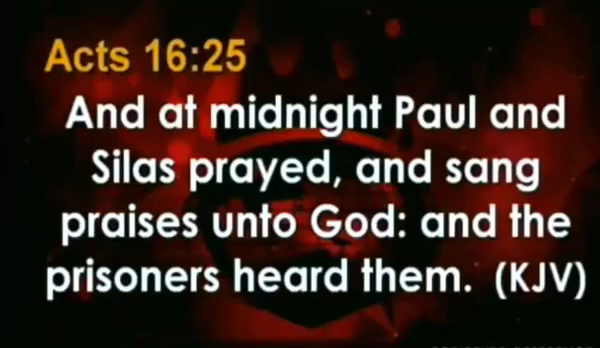 Acts 16:25
And at midnight Paul and
Silas prayed, and sang
praises unto God: and the
prisoners heard them. (KJV)